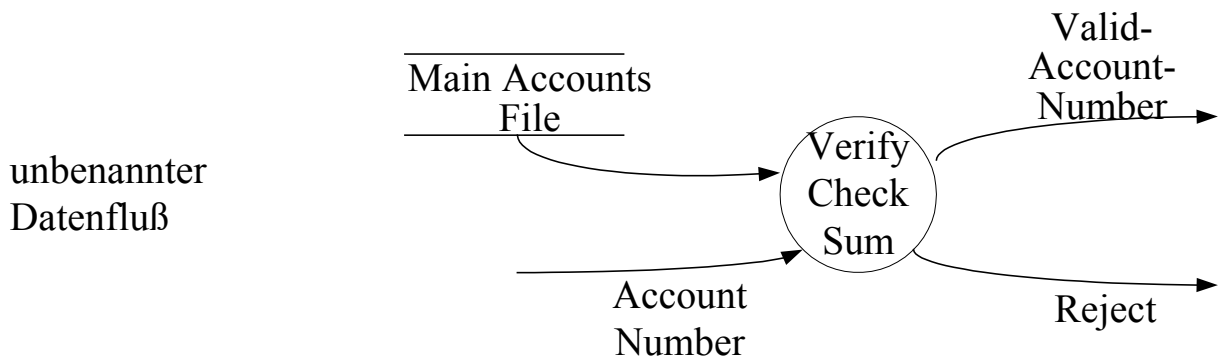 unbenannter
Datenfluß
Main Accounts
File
Verify
Check
Sum
Valid-
Account-
Number
Account
Number
Reject